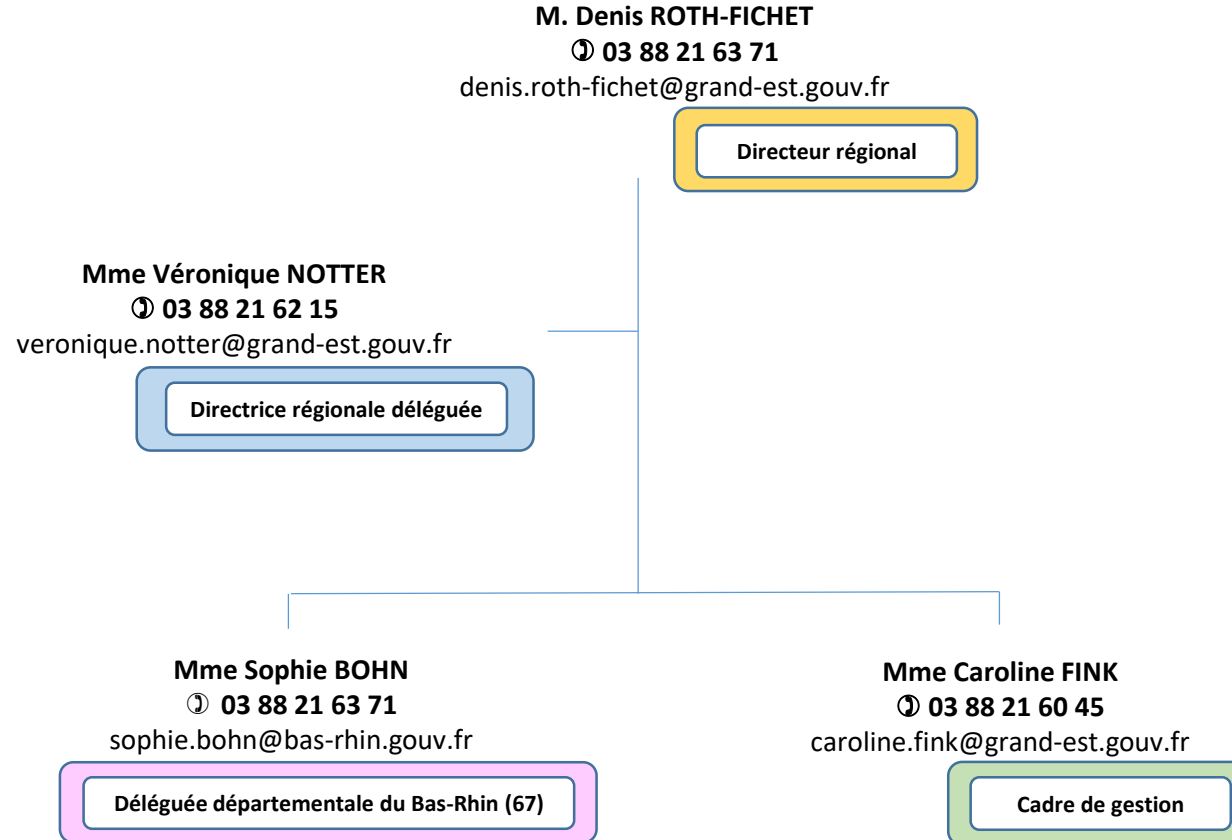 M. Denis ROTH-FICHET
✆ 03 88 21 63 71
denis.roth-fichet@grand-est.gouv.fr
Directeur régional
Mme Véronique NOTTER
✆ 03 88 21 62 15
veronique.notter@grand-est.gouv.fr
Directrice régionale déléguée
Mme Sophie BOHN
✆ 03 88 21 63 71
sophie.bohn@bas-rhin.gouv.fr
Déléguée départementale du Bas-Rhin (67)
Mme Caroline FINK
✆ 03 88 21 60 45
caroline.fink@grand-est.gouv.fr
Cadre de gestion